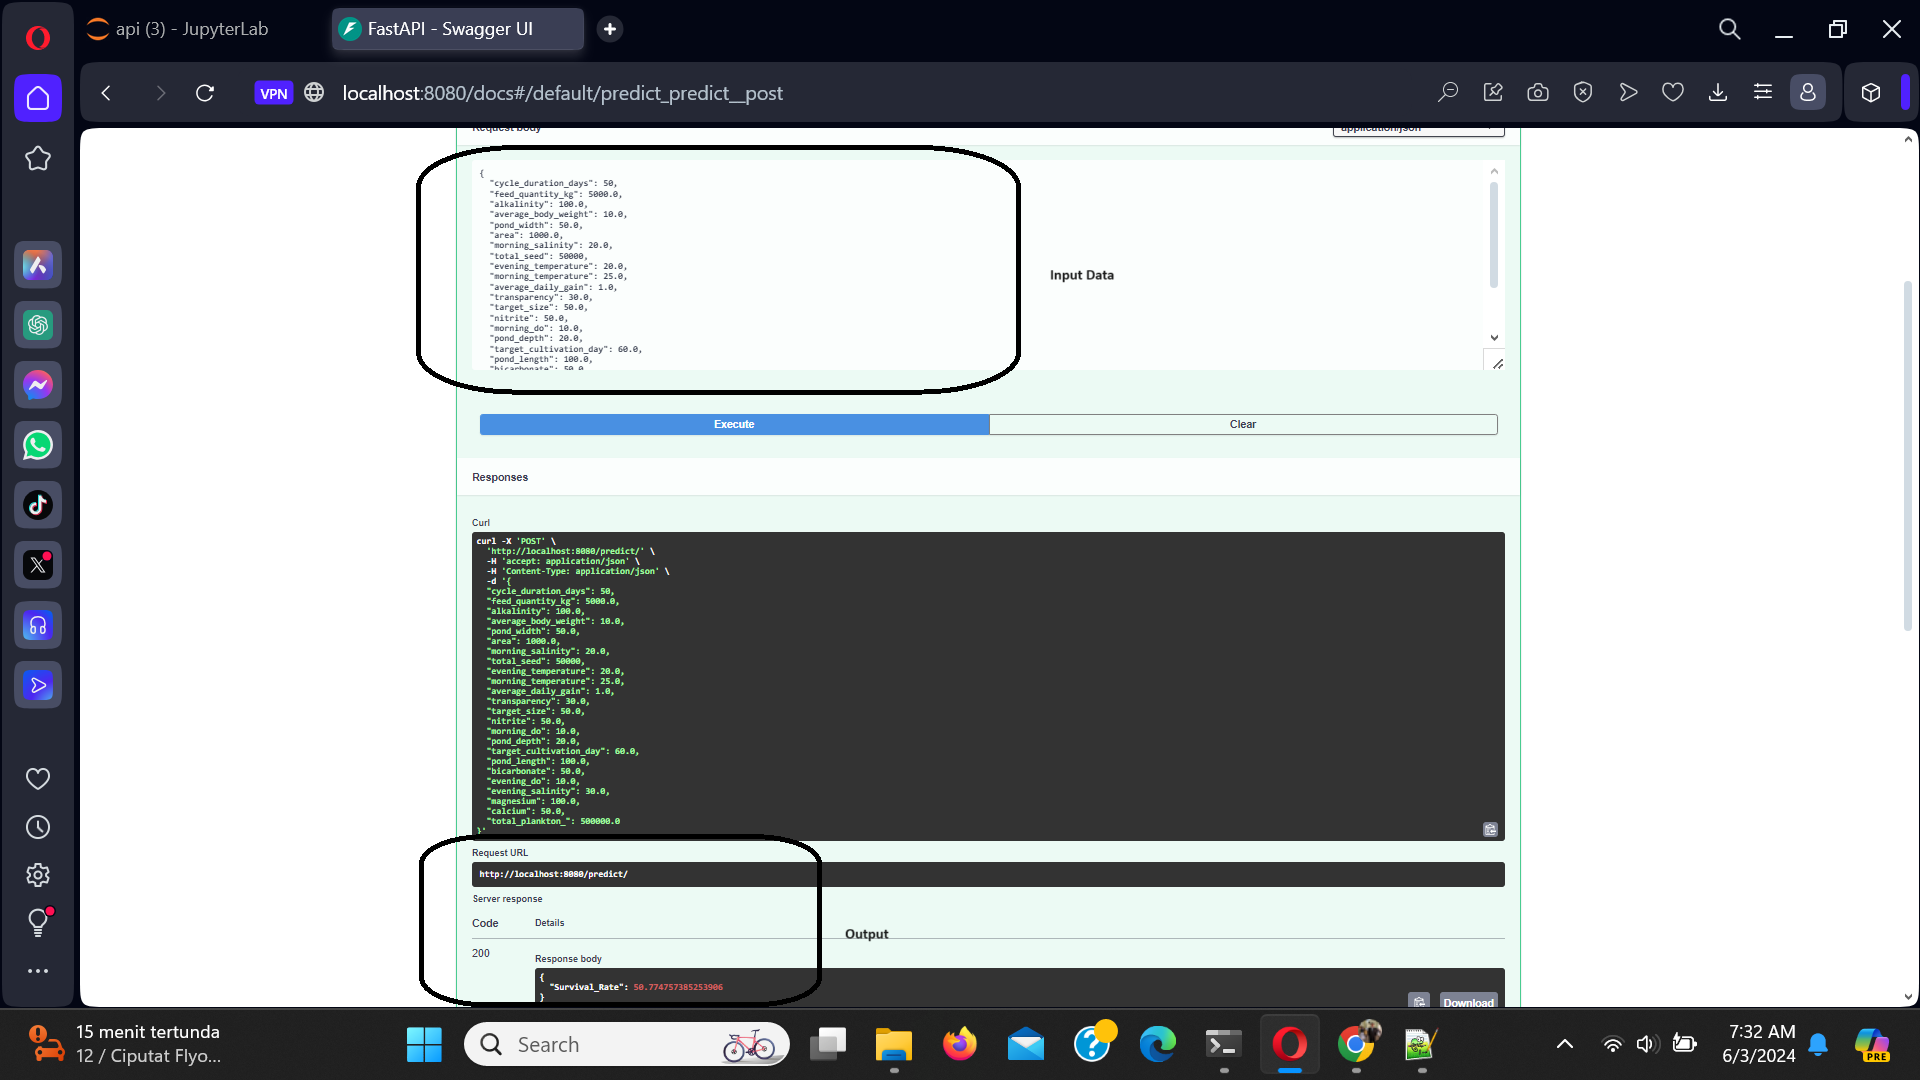 api (3) - JupyterLab
FastAPI - Swagger UI
VPN
localhost:8080/docs#/default/predict_predict__post
Request body
application/json
{
"cycle_duration_days": 50,
"feed_quantity_kg": 5000.0,
"alkalinity": 100.0,
"average_body_weight": 10.0,
"pond_width": 50.0,
"area": 1000.0,
"morning_salinity": 20.0,
"total_seed": 50000,
"evening_temperature": 20.0,
"morning_temperature": 25.0,
"average_daily_gain": 1.0,
"transparency": 30.0,
"target_size": 50.0,
"nitrite": 50.0,
"morning_do": 10.0,
"pond_depth": 20.0,
"target_cultivation_day": 60.0,
"pond_length": 100.0,
"bicarbonate": 50.0
Input Data
Execute
Clear
Responses
Curl
curl -X 'POST' \
'http://localhost:8080/predict/' \
-H 'accept: application/json' \
-H 'Content-Type: application/json' \
-d '{
"cycle_duration_days": 50,
"feed_quantity_kg": 5000.0,
"alkalinity": 100.0,
"average_body_weight": 10.0,
"pond_width": 50.0,
"area": 1000.0,
"morning_salinity": 20.0,
"total_seed": 50000,
"evening_temperature": 20.0,
"morning_temperature": 25.0,
"average_daily_gain": 1.0,
"transparency": 30.0,
"target_size": 50.0,
"nitrite": 50.0,
"morning_do": 10.0,
"pond_depth": 20.0,
"target_cultivation_day": 60.0,
"pond_length": 100.0,
"bicarbonate": 50.0,
"evening_do": 10.0,
"evening_salinity": 30.0,
"magnesium": 100.0,
"calcium": 50.0,
"total_plankton_": 500000.0
}'
Request URL
http://localhost:8080/predict/
Server response
Code Details
Output
200
Response body
{
"Survival_Rate": 50.774757385253906
}
Download
15 menit tertunda
12 / Ciputat Flyo...
Search
7:32 AM
6/3/2024
PRE